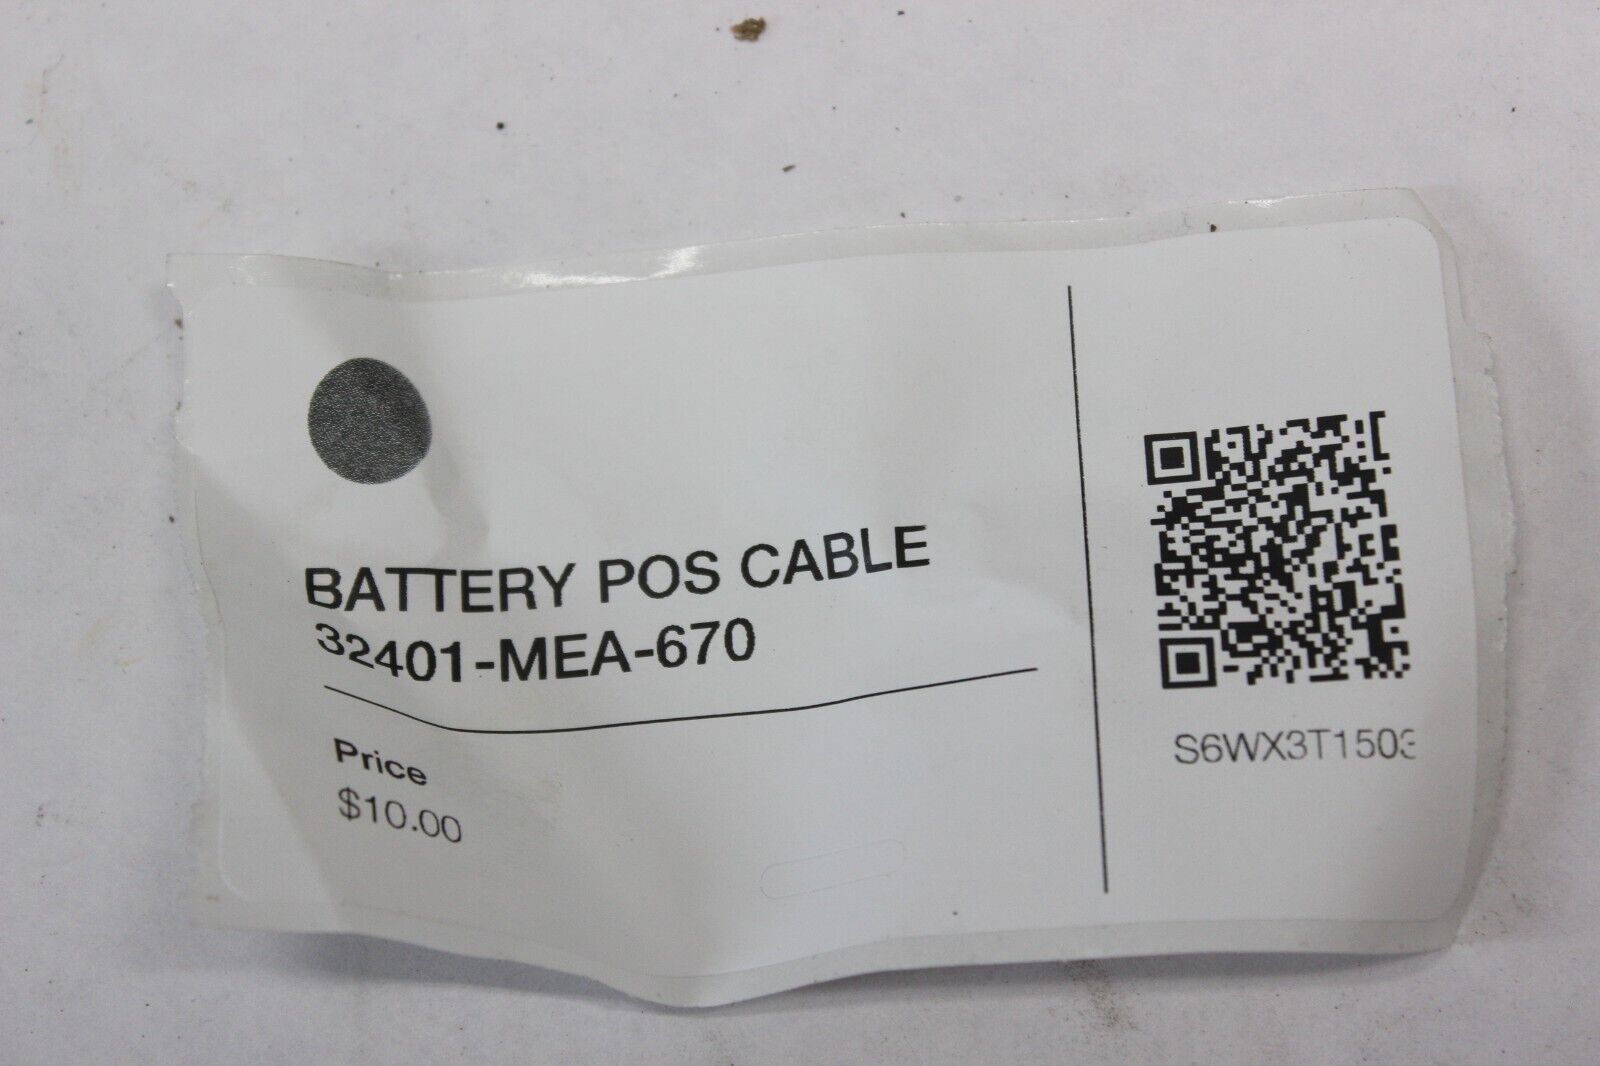 BATTERY POS CABLE
32401-MEA-670
Price
$10.00
S6WX3T1503